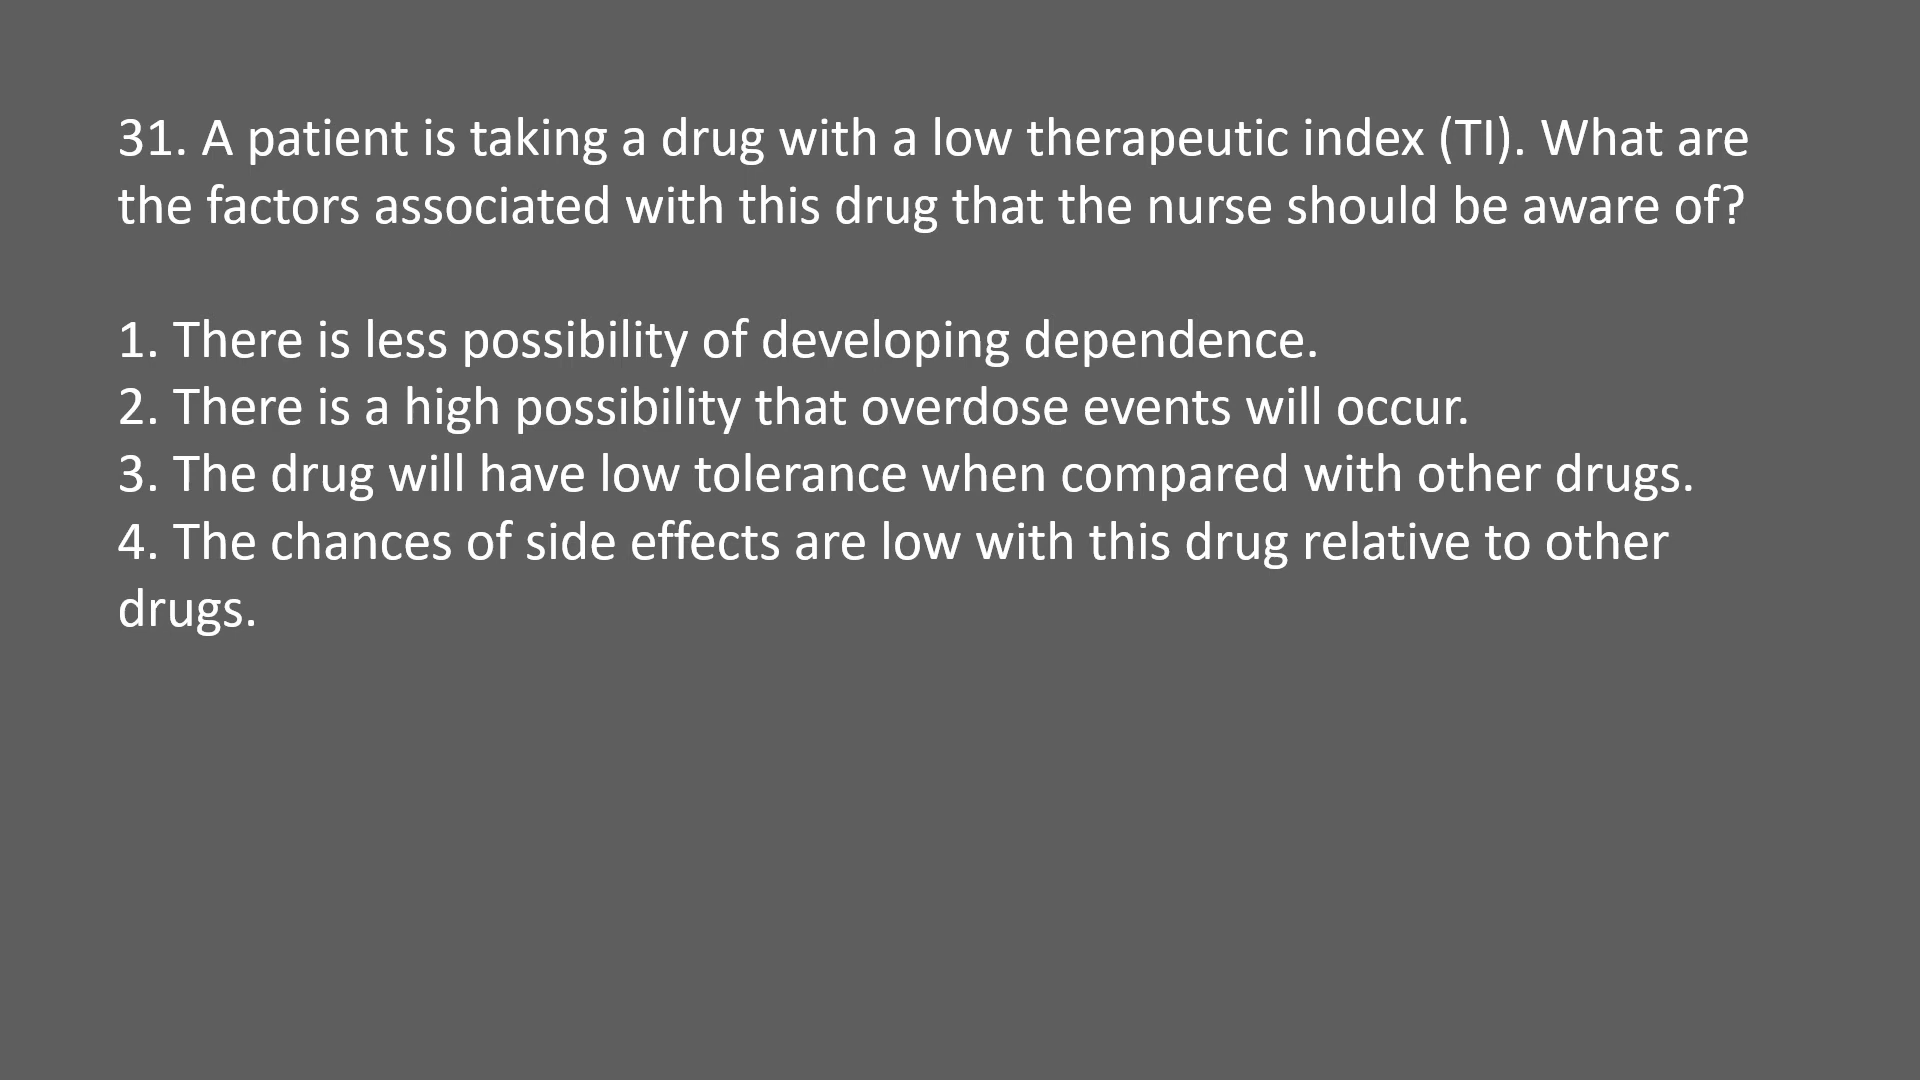 31. A patient is taking a drug with a low therapeutic index (TI). What are
the factors associated with this drug that the nurse should be aware of?
1. There is less possibility of developing dependence.
2. There is a high possibility that overdose events will occur.
3. The drug will have low tolerance when compared with other drugs.
4. The chances of side effects are low with this drug relative to other
drugs.